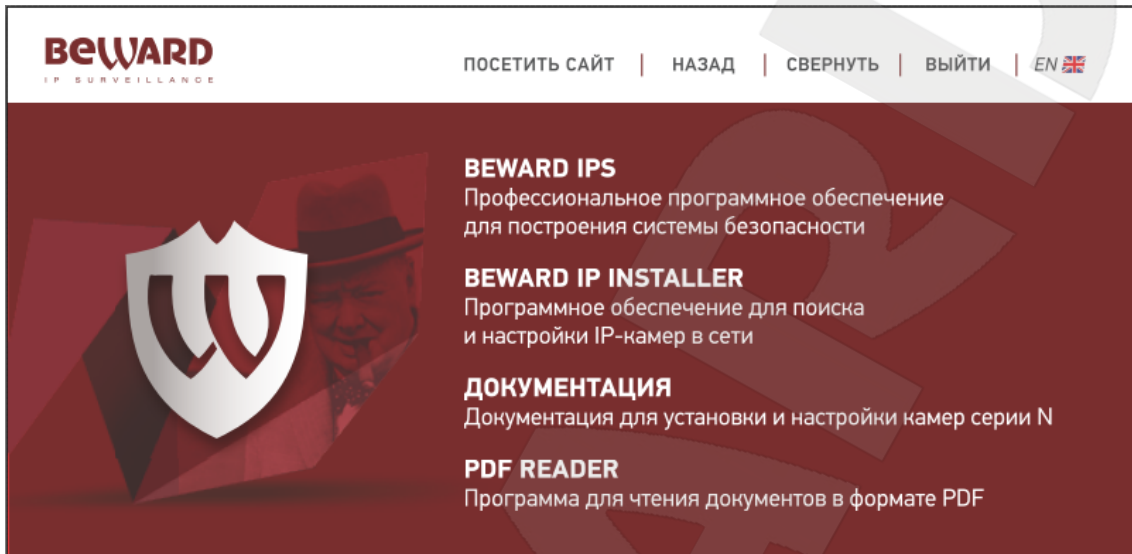 BEWARD
IP SURVEILLANCE
ПОСЕТИТЬ САЙТ | НАЗАД | СВЕРНУТЬ | ВЫЙТИ | EN
BEWARD IPS
Профессиональное программное обеспечение
для построения системы безопасности
BEWARD IP INSTALLER
Программное обеспечение для поиска
и настройки IP-камер в сети
ДОКУМЕНТАЦИЯ
Документация для установки и настройки камер серии N
PDF READER
Программа для чтения документов в формате PDF